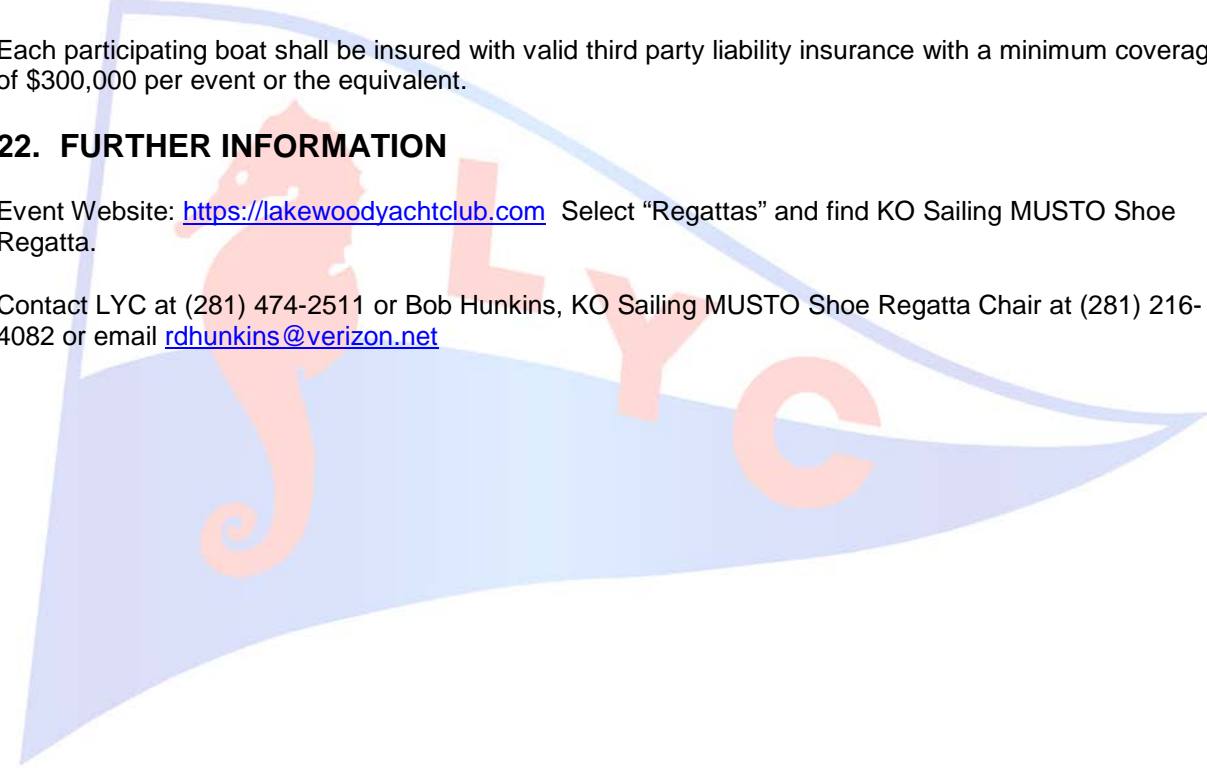 Each participating boat shall be insured with valid third party liability insurance with a minimum coverag
of $300,000 per event or the equivalent.
22. FURTHER INFORMATION
Event Website: https://lakewoodyachtclub.com Select “Regattas” and find KO Sailing MUSTO Shoe
Regatta.
Contact LYC at (281) 474-2511 or Bob Hunkins, KO Sailing MUSTO Shoe Regatta Chair at (281) 216-
4082 or email rdhunkins@verizon.net
LYC